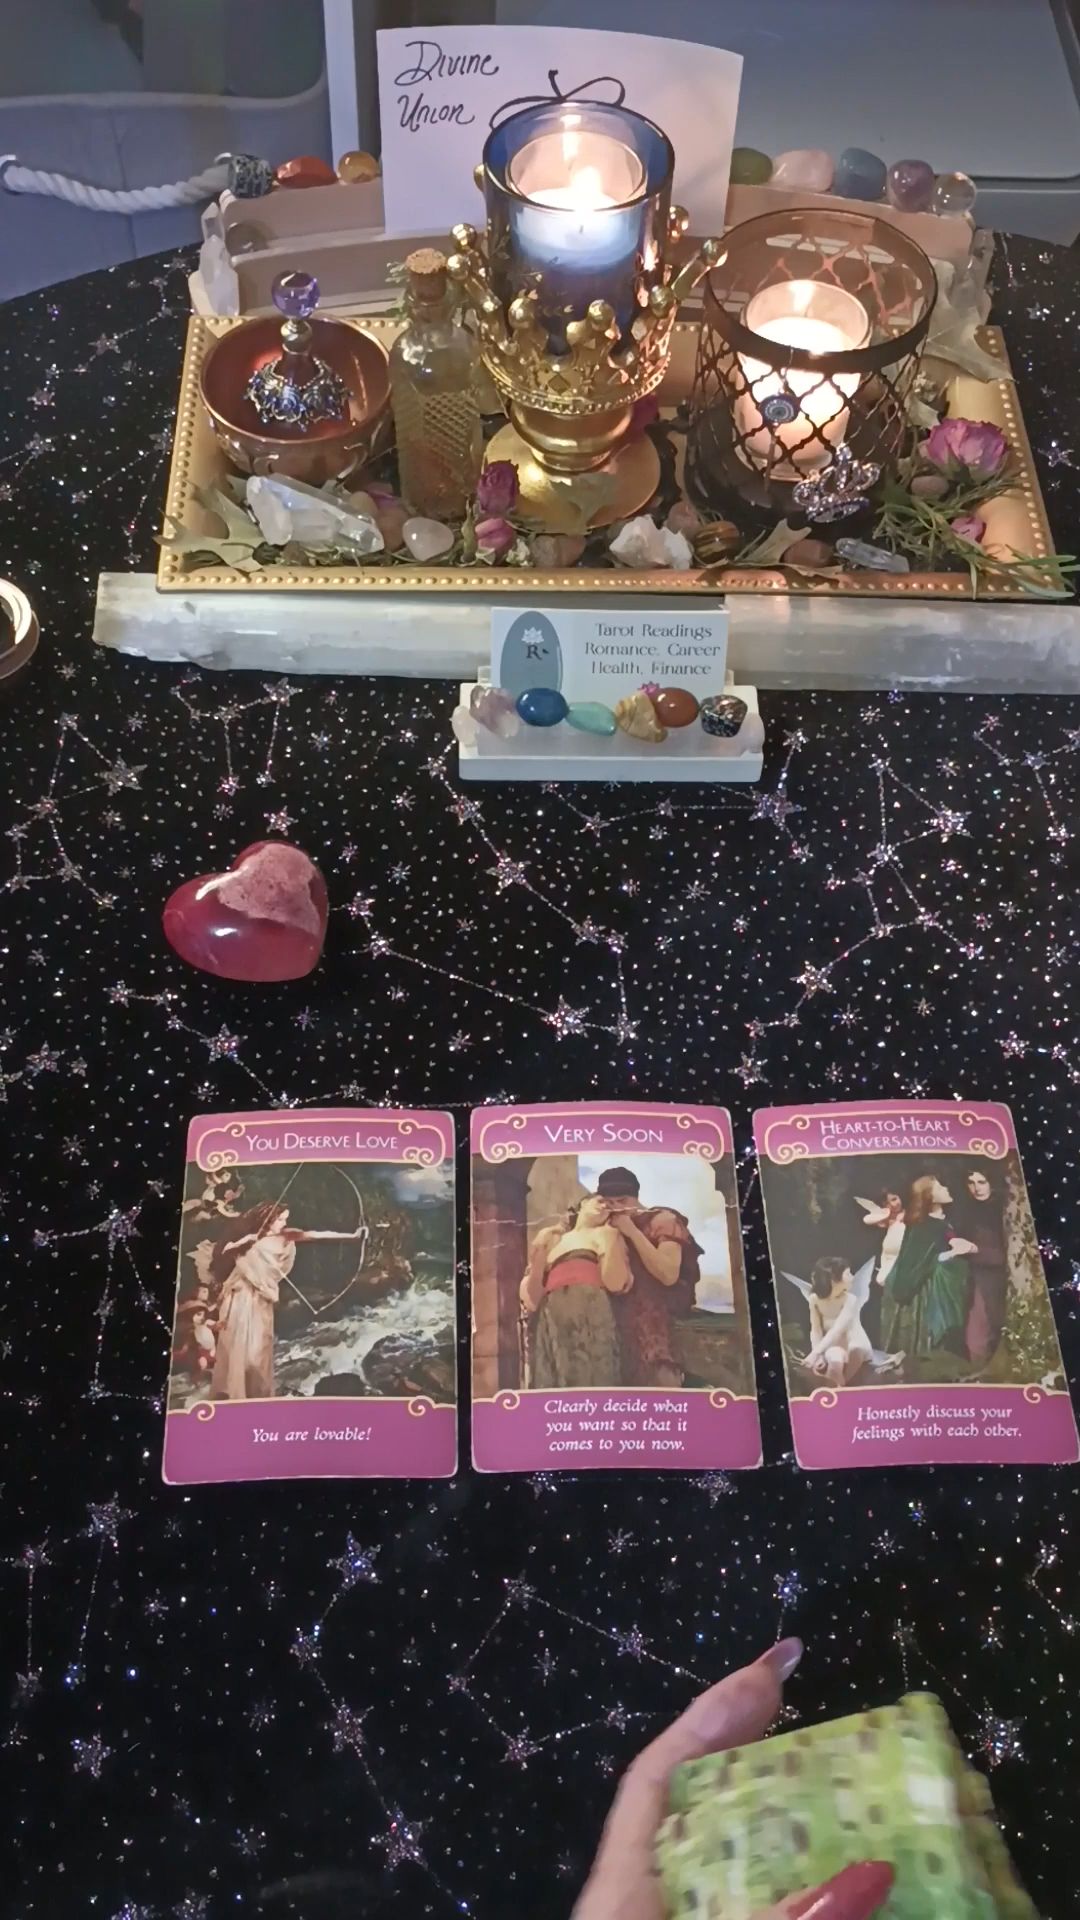 Divine
Union
Tarot Readings
Romance, Career
Health, Finance
R
YOU DESERVE LOVE
You are lovable!
VERY SOON
Clearly decide what
you want so that it
comes to you now.
HEART-TO-HEART
CONVERSATIONS
Honestly discuss your
feelings with each other.